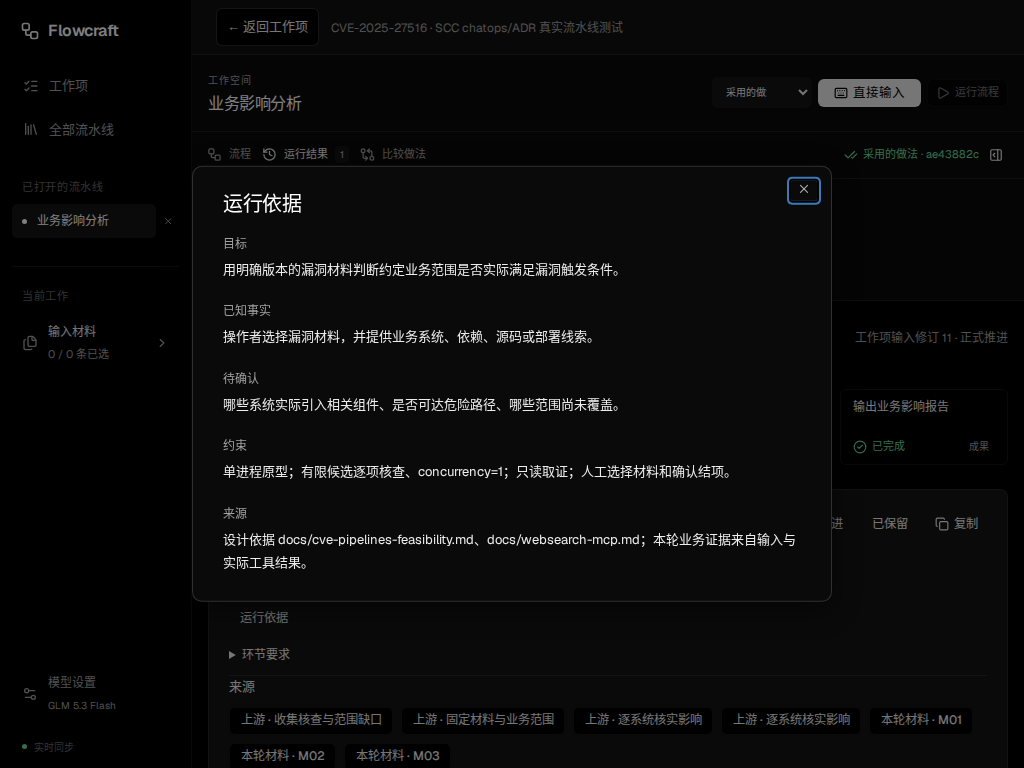 Flowcraft
← 返回工作项
CVE-2025-27516 · SCC chatops/ADR 真实流水线测试
工作项
全部流水线
已打开的流水线
业务影响分析
当前工作
输入材料
0 / 0 条已选
模型设置
GLM 5.3 Flash
实时同步
工作空间
业务影响分析
采用的做
直接输入
运行流程
流程
运行结果 1
比较做法
采用的做法 · ae43882c
运行依据
目标
用明确版本的漏洞材料判断约定业务范围是否实际满足漏洞触发条件。
已知事实
操作者选择漏洞材料，并提供业务系统、依赖、源码或部署线索。
待确认
哪些系统实际引入相关组件、是否可达危险路径、哪些范围尚未覆盖。
约束
单进程原型；有限候选逐项核查、concurrency=1；只读取证；人工选择材料和确认结项。
来源
设计依据 docs/cve-pipelines-feasibility.md、docs/websearch-mcp.md；本轮业务证据来自输入与
实际工具结果。
工作项输入修订 11 · 正式推进
输出业务影响报告
已完成
成果
进
已保留
复制
运行依据
环节要求
来源
上游 · 收集核查与范围缺口
上游 · 固定材料与业务范围
上游 · 逐系统核实影响
上游 · 逐系统核实影响
本轮材料 · M01
本轮材料 · M02
本轮材料 · M03